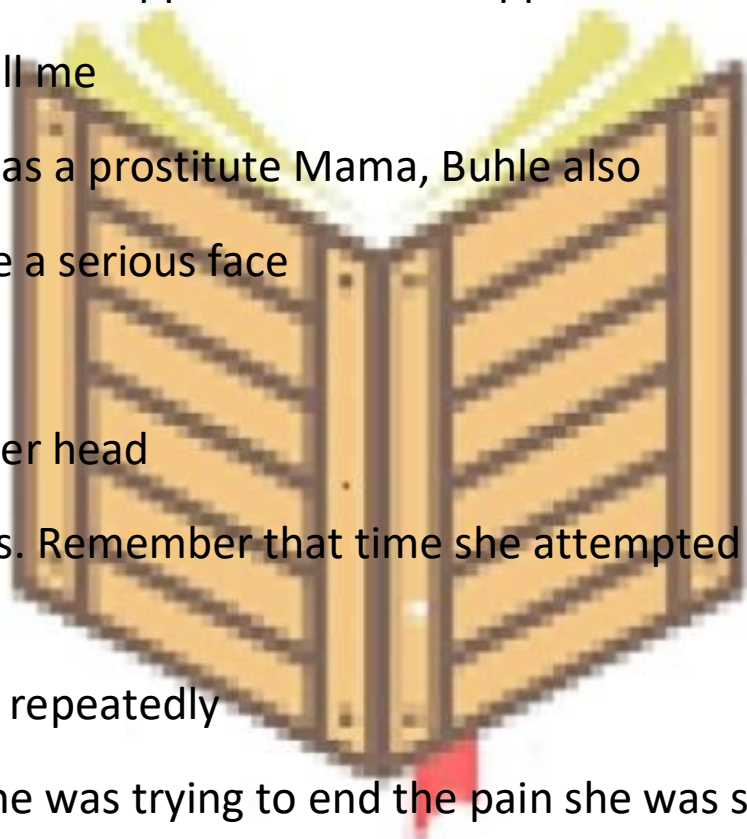 ll me
as a prostitute Mama, Buhle also
e a serious face
er head
s. Remember that time she attempted
repeatedly
ne was trying to end the pain she was s